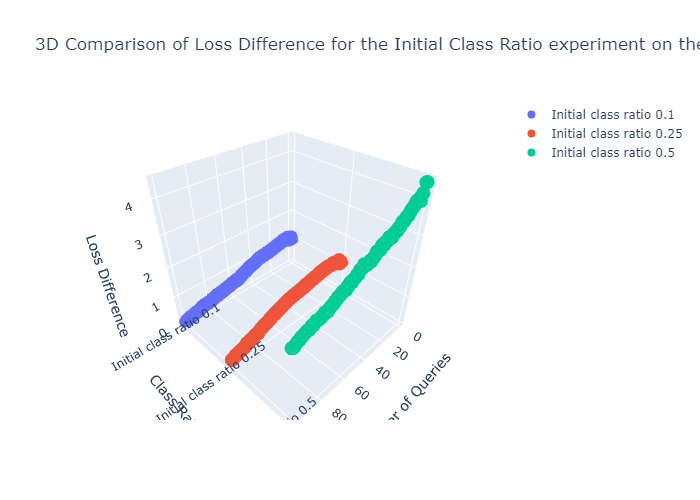 3D Comparison of Loss Difference for the Initial Class Ratio experiment on the
Initial class ratio 0.1
Initial class ratio 0.25
Initial class ratio 0.5
4
3
2
1
0
Loss Difference
Initial class ratio 0.1
Initial class ratio 0.25
0.5
Class
0
20
40
60
80
of Queries